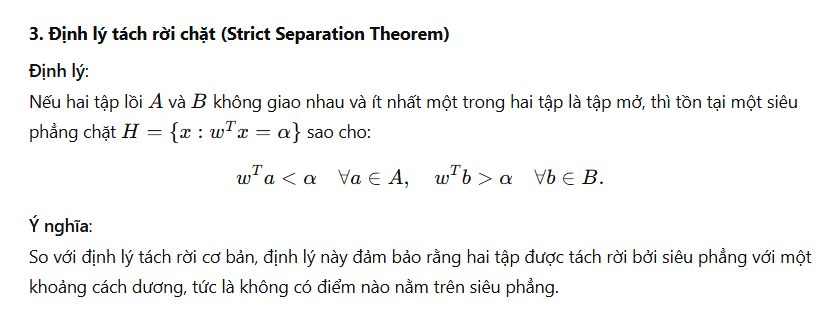 3. Định lý tách rời chặt (Strict Separation Theorem)
Định lý:
Nếu hai tập lồi A và B không giao nhau và ít nhất một trong hai tập là tập mở, thì tồn tại một siêu
phẳng chặt H = {x : wᵀx = α} sao cho:
wᵀa < α ∀a ∈ A, wᵀb > α ∀b ∈ B.
Ý nghĩa:
So với định lý tách rời cơ bản, định lý này đảm bảo rằng hai tập được tách rời bởi siêu phẳng với một
khoảng cách dương, tức là không có điểm nào nằm trên siêu phẳng.